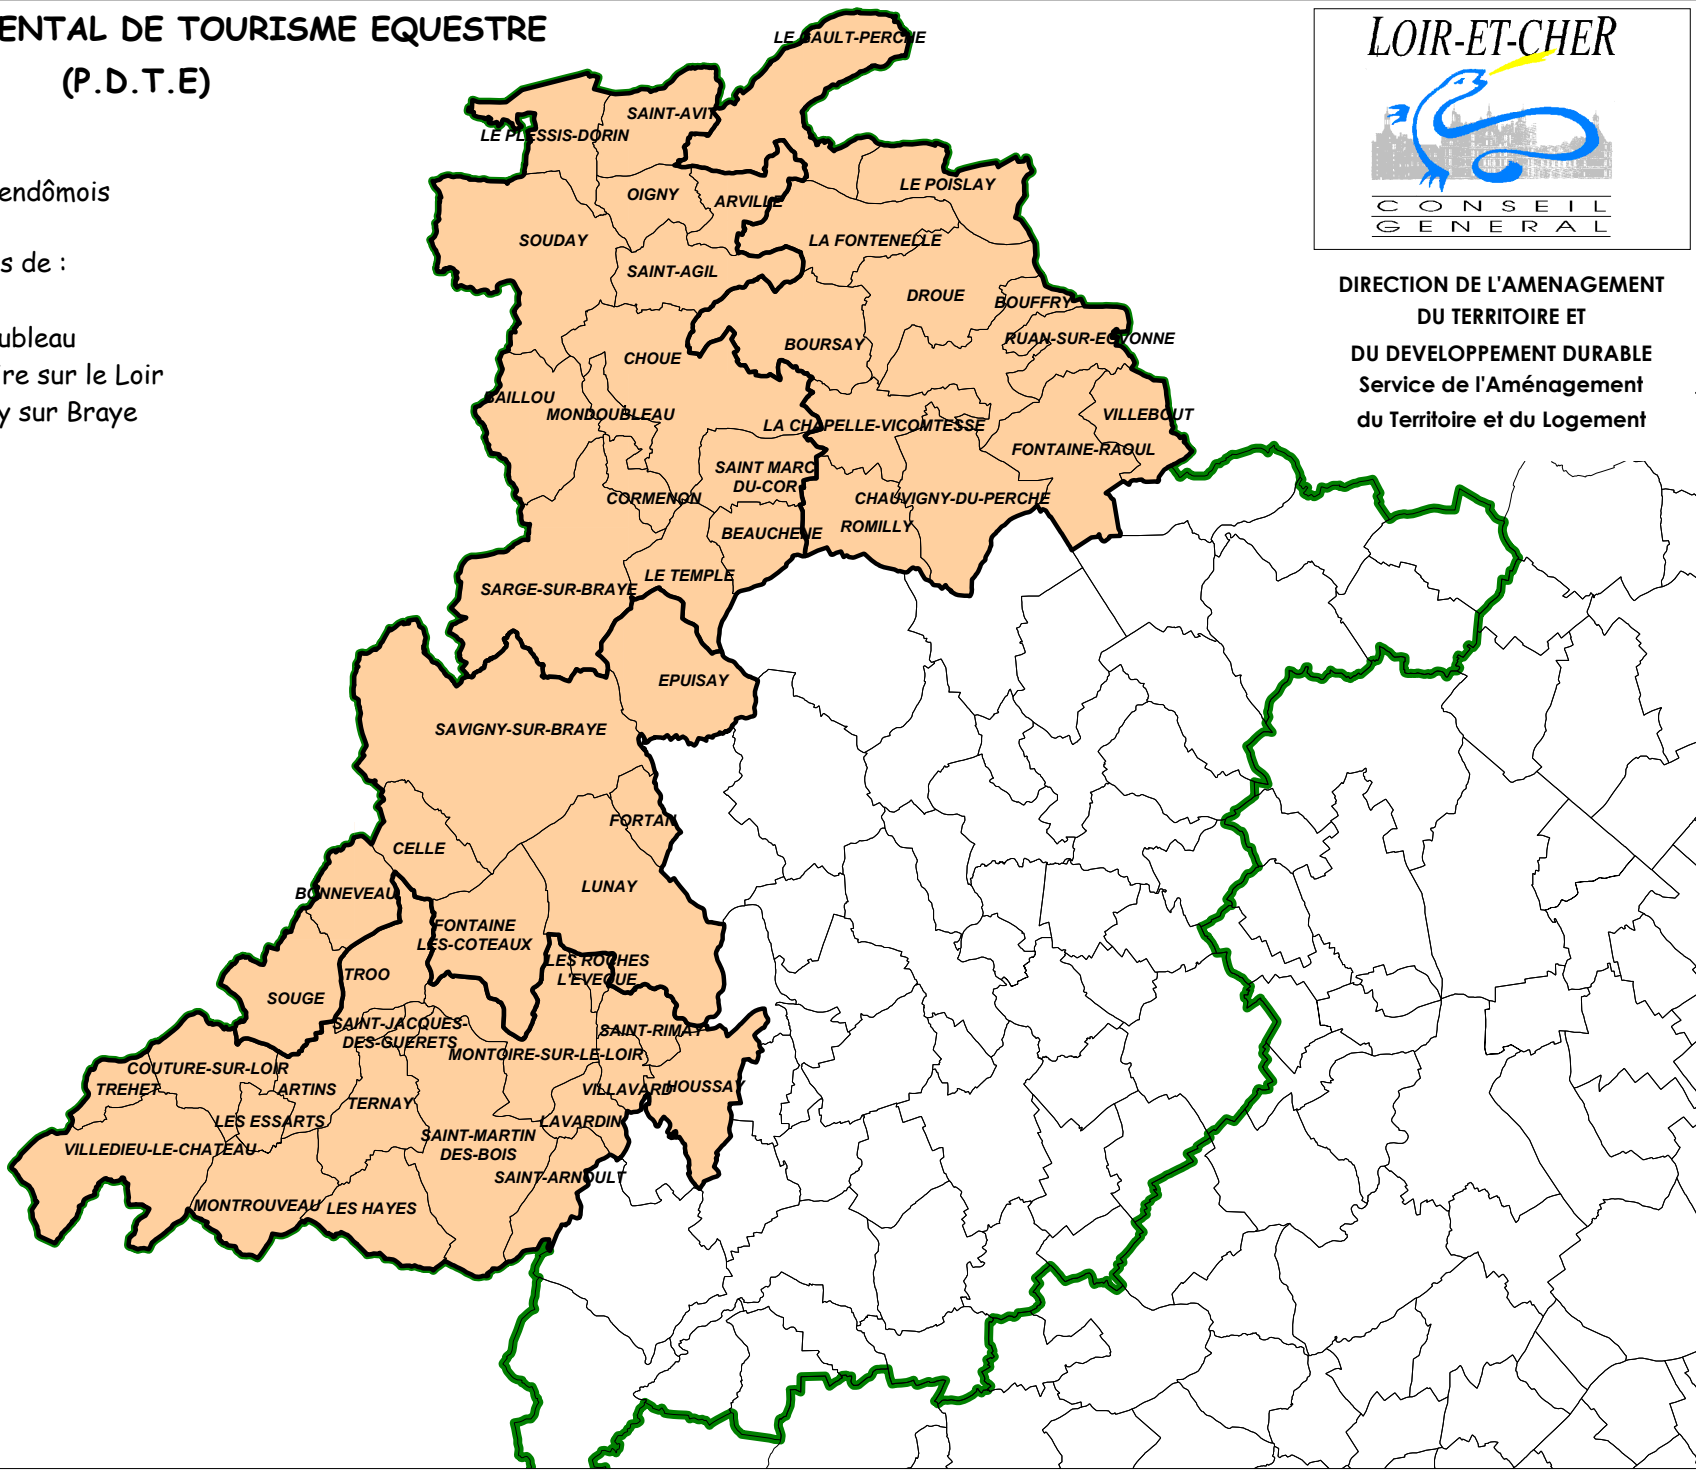 ENTAL DE TOURISME EQUESTRE
(P.D.T.E)
endômois
s de :
ubleau
ire sur le Loir
y sur Braye
LOIR-ET-CHER
CONSEIL
GENERAL
DIRECTION DE L'AMENAGEMENT
DU TERRITOIRE ET
DU DEVELOPPEMENT DURABLE
Service de l'Aménagement
du Territoire et du Logement
LE GAULT-PERCHE
SAINT-AVIT
LE PLESSIS-DORIN
LE POISLAY
OIGNY
ARVILLE
SOUDAY
LA FONTENELLE
SAINT-AGIL
DROUE
BOUFFRY
RUAN-SUR-EGVONNE
BOURSAY
CHOUE
BAILLOU
MONDOUBLEAU
VILLEBOUT
LA CHAPELLE-VICOMTESSE
FONTAINE-RAOUL
SAINT MARC
DU-COR
CORMENON
CHAUVIGNY-DU-PERCHE
ROMILLY
BEAUCHENE
LE TEMPLE
SARGE-SUR-BRAYE
EPUISAY
SAVIGNY-SUR-BRAYE
FORTAN
CELLE
LUNAY
BONNEVEAU
FONTAINE
LES-COTEAUX
LES ROCHES
L'EVEQUE
TROO
SOUGE
SAINT-JACQUES-
DES-GUERETS
SAINT-RIMAY
MONTOIRE-SUR-LE-LOIR
COUTURE-SUR-LOIR
TREHET
ARTINS
VILLAVARD
HOUSSAY
TERNAY
LES ESSARTS
LAVARDIN
SAINT-MARTIN
DES-BOIS
VILLEDIEU-LE-CHATEAU
SAINT-ARNOULT
MONTROUVEAU
LES HAYES